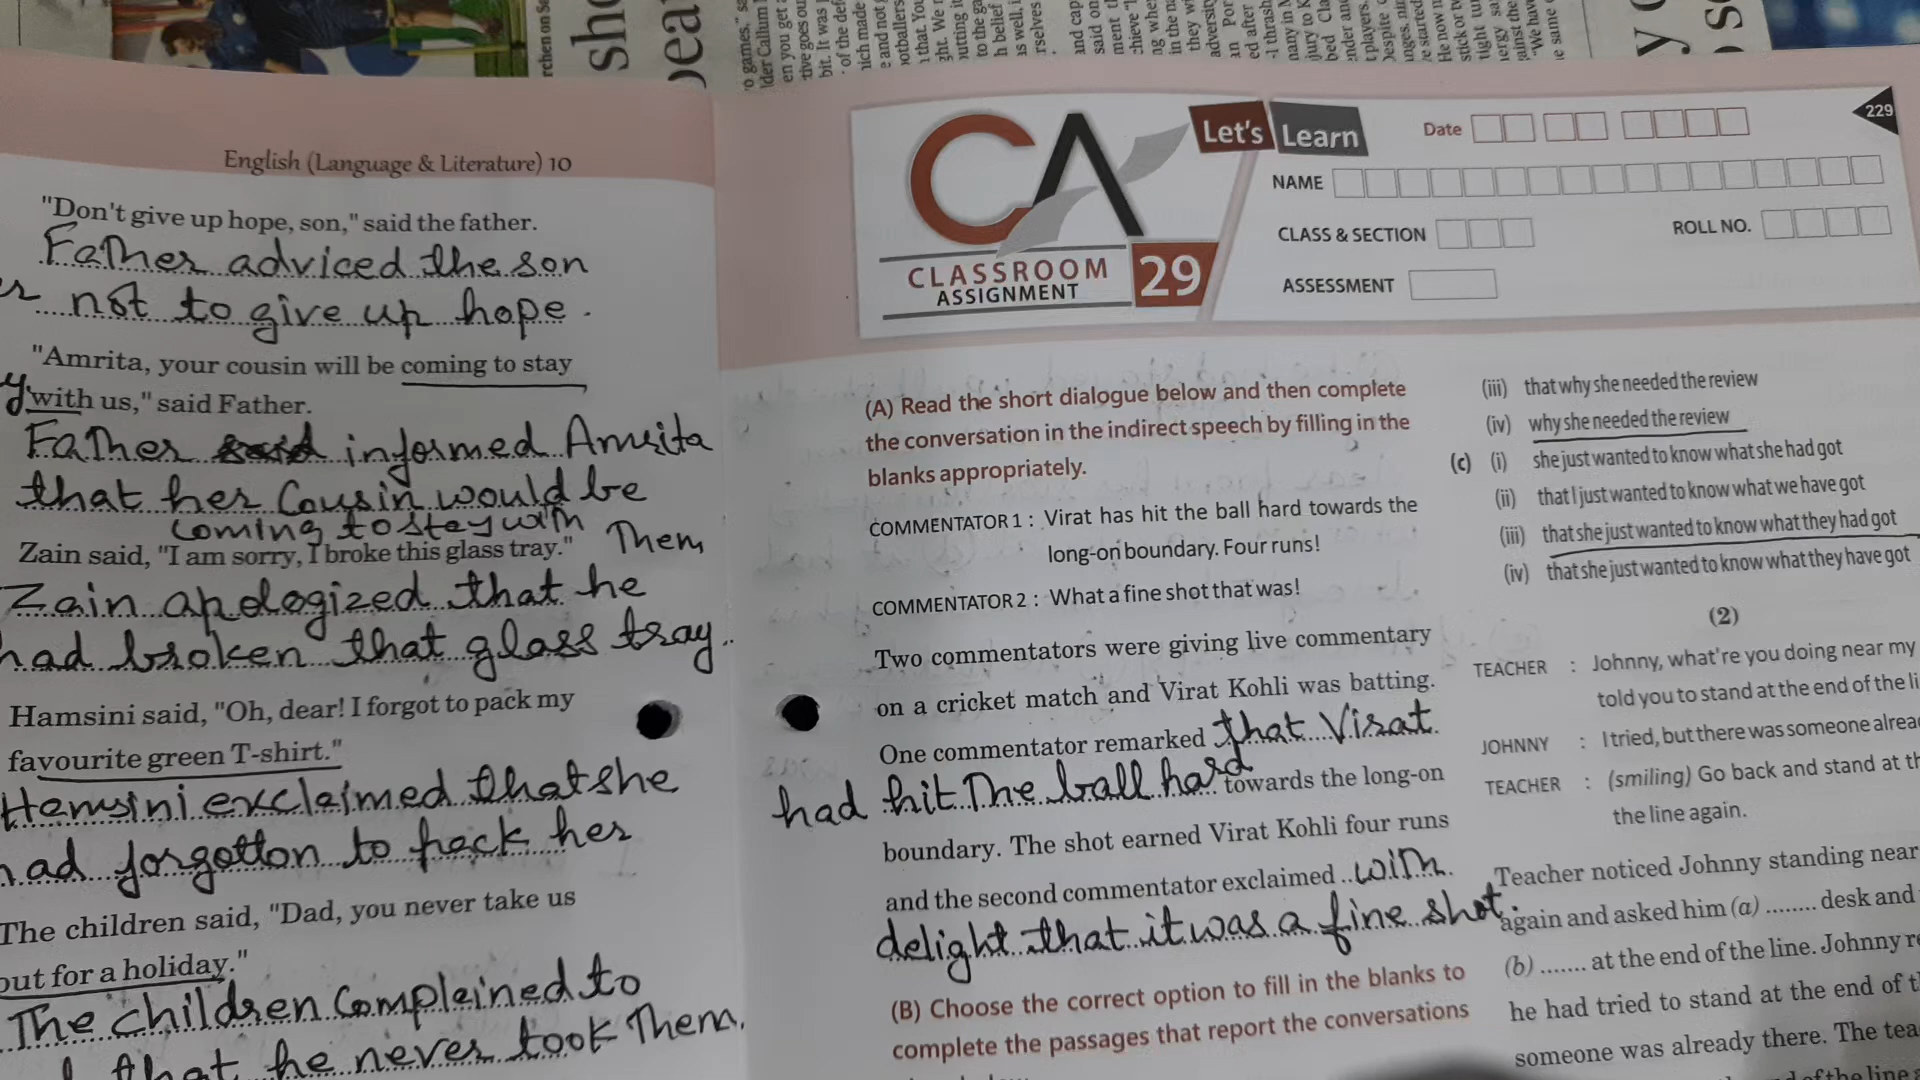 English (Language & Literature) 10
"Don't give up hope, son," said the father.
Father adviced the son
not to give up hope.
"Amrita, your cousin will be coming to stay
with us," said Father.
Father said informed Amrita
that her Cousin would be
coming to stay with
Them
Zain said, "I am sorry, I broke this glass tray."
Zain apologized that he
had broken that glass tray.
Hamsini said, "Oh, dear! I forgot to pack my
favourite green T-shirt."
Hemsini exclaimed that she
had forgotton to pack her
The children said, "Dad, you never take us
out for a holiday."
The children complained to
that he never took Them.
CA
CLASSROOM
ASSIGNMENT
29
Let's Learn
Date
229
NAME
CLASS & SECTION
ROLL NO.
ASSESSMENT
(A) Read the short dialogue below and then complete
the conversation in the indirect speech by filling in the
blanks appropriately.
COMMENTATOR 1 : Virat has hit the ball hard towards the
long-on boundary. Four runs!
COMMENTATOR 2 : What a fine shot that was!
Two commentators were giving live commentary
on a cricket match and Virat Kohli was batting.
One commentator remarked that Virat
had hit The ball hard towards the long-on
boundary. The shot earned Virat Kohli four runs
and the second commentator exclaimed with
delight that it was a fine shot.
(B) Choose the correct option to fill in the blanks to
complete the passages that report the conversations
(iii) that why she needed the review
(iv) why she needed the review
(c) (i) she just wanted to know what she had got
(ii) that I just wanted to know what we have got
(iii) that she just wanted to know what they had got
(iv) that she just wanted to know what they have got
(2)
TEACHER : Johnny, what're you doing near my
told you to stand at the end of the li
JOHNNY : I tried, but there was someone alrea
TEACHER : (smiling) Go back and stand at th
the line again.
Teacher noticed Johnny standing near
again and asked him (a) ........ desk and
(b) ....... at the end of the line. Johnny re
he had tried to stand at the end of t
someone was already there. The tea